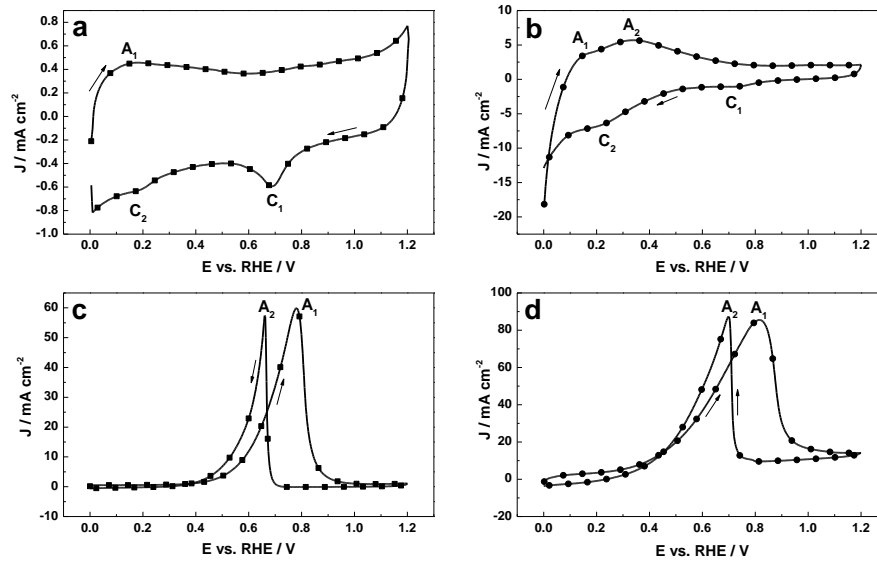 a
A1
C2
C1
J / mA cm-2
0.8
0.6
0.4
0.2
0.0
-0.2
-0.4
-0.6
-0.8
-1.0
0.0 0.2 0.4 0.6 0.8 1.0 1.2
E vs. RHE / V
b
A1 A2
C1
C2
J / mA cm-2
10
5
0
-5
-10
-15
-20
0.0 0.2 0.4 0.6 0.8 1.0 1.2
E vs. RHE / V
c
A2 A1
J / mA cm-2
60
50
40
30
20
10
0
-10
0.0 0.2 0.4 0.6 0.8 1.0 1.2
E vs. RHE / V
d
A2 A1
J / mA cm-2
100
80
60
40
20
0
-20
0.0 0.2 0.4 0.6 0.8 1.0 1.2
E vs. RHE / V